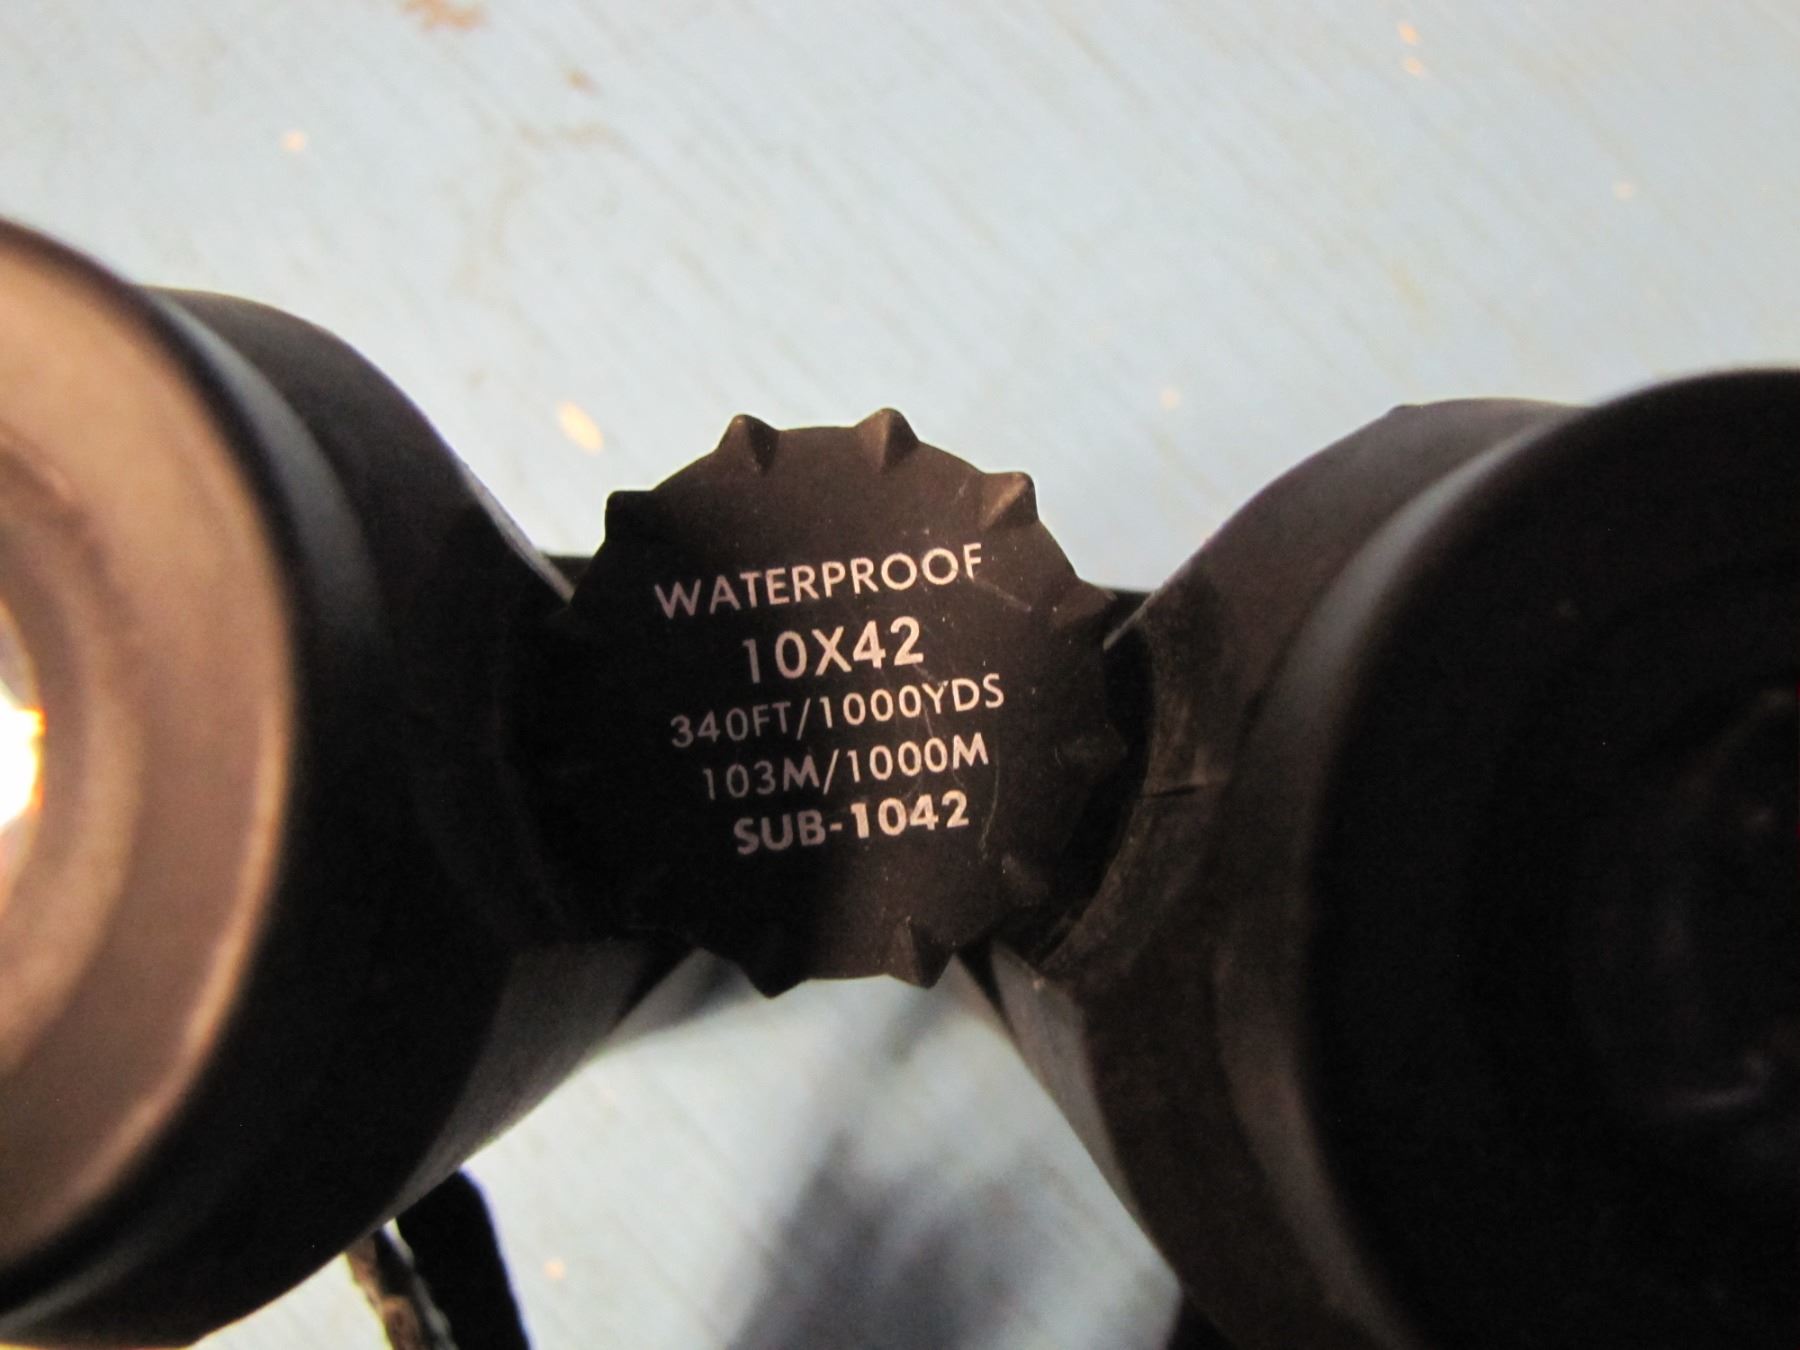 WATERPROOF
10X42
340FT/1000YDS
103M/1000M
SUB-1042